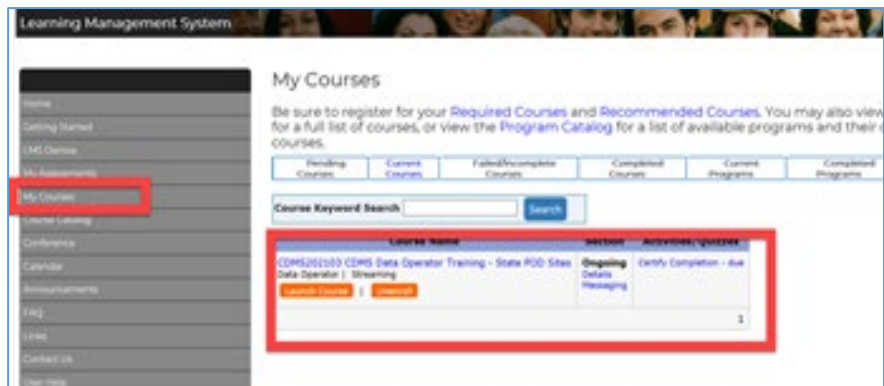 Learning Management System
Home
Getting Started
LMS Demos
My Assessments
My Courses
Course Catalog
Conference
Calendar
Announcements
FAQ
Links
Contact Us
User Help
My Courses
Be sure to register for your Required Courses and Recommended Courses. You may also view
for a full list of courses, or view the Program Catalog for a list of available programs and their
courses.
Pending Courses
Current Courses
Failed/Incomplete Courses
Completed Courses
Current Programs
Completed Programs
Course Keyword Search
Search
Course Name Section Activities/Quizzes
CDMS202103 CDMS Data Operator Training - State POD Sites Ongoing Certify Completion - due
Data Operator | Streaming Details
Launch Course | Unenroll Messaging
1